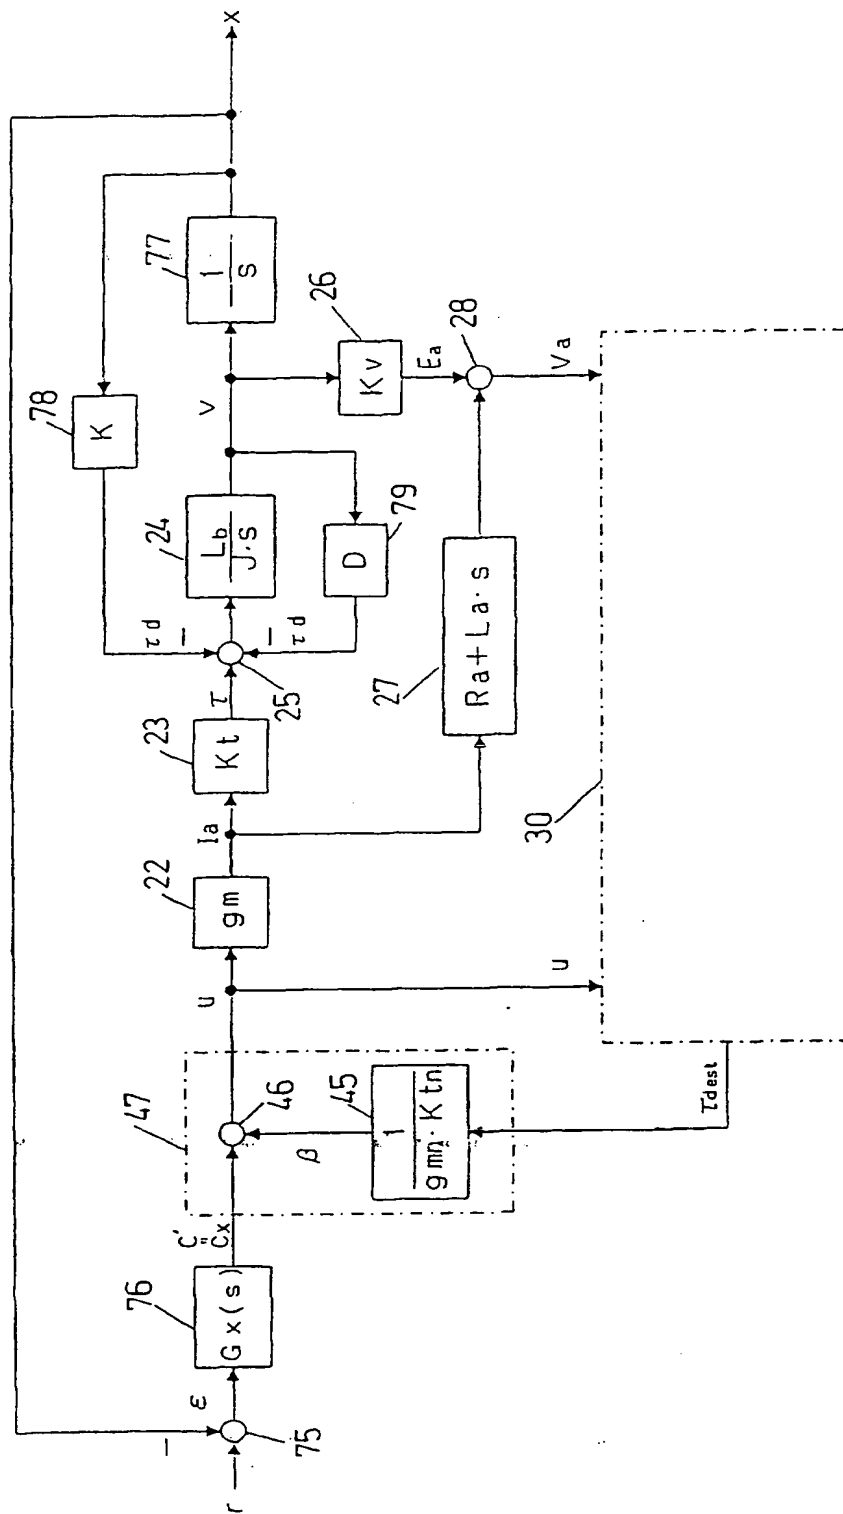 r
−
75
ε
76
Gx(s)
C'
=
Cx
47
46
β
45
1
gmn·Ktn
τdest
u
u
22
gm
Ia
23
Kt
τ
25
τd
−
−
τd
24
Lb
J·s
v
78
K
79
D
77
1
s
x
26
Kv
Ea
28
Va
27
Ra+La·s
30